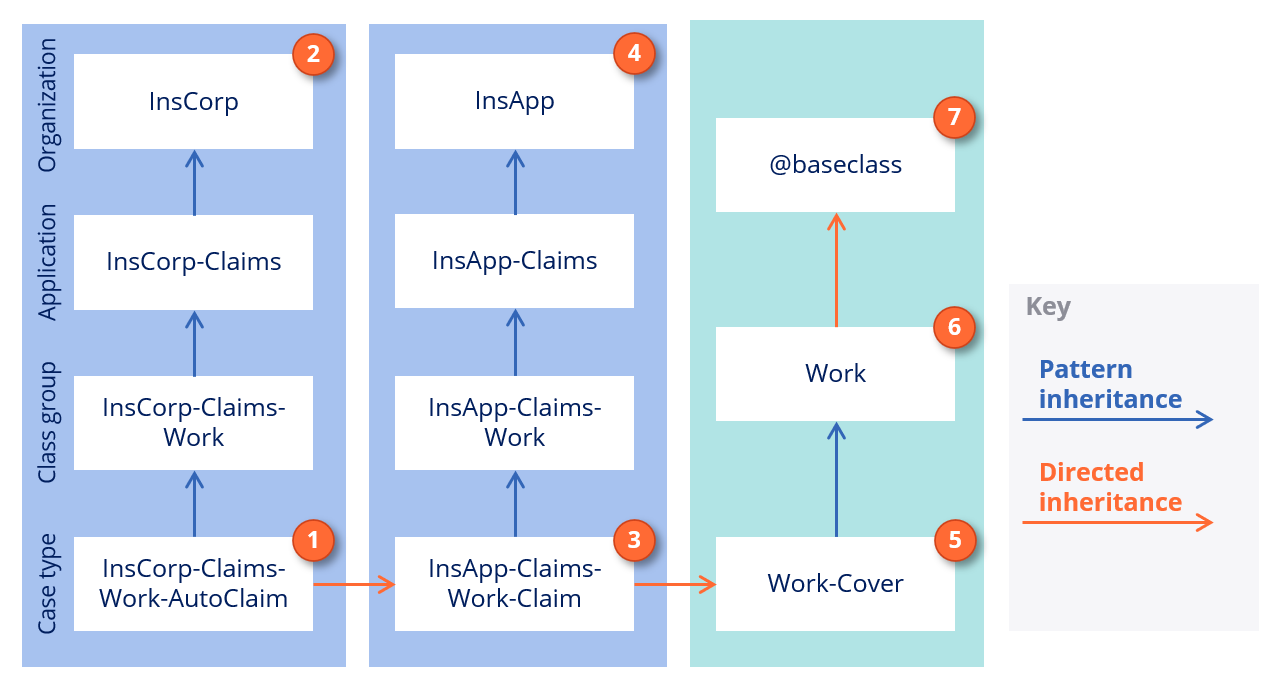 Organization
Application
Class group
Case type
2
InsCorp
InsCorp-Claims
InsCorp-Claims-
Work
1
InsCorp-Claims-
Work-AutoClaim
4
InsApp
InsApp-Claims
InsApp-Claims-
Work
3
InsApp-Claims-
Work-Claim
7
@baseclass
6
Work
5
Work-Cover
Key
Pattern
inheritance
Directed
inheritance